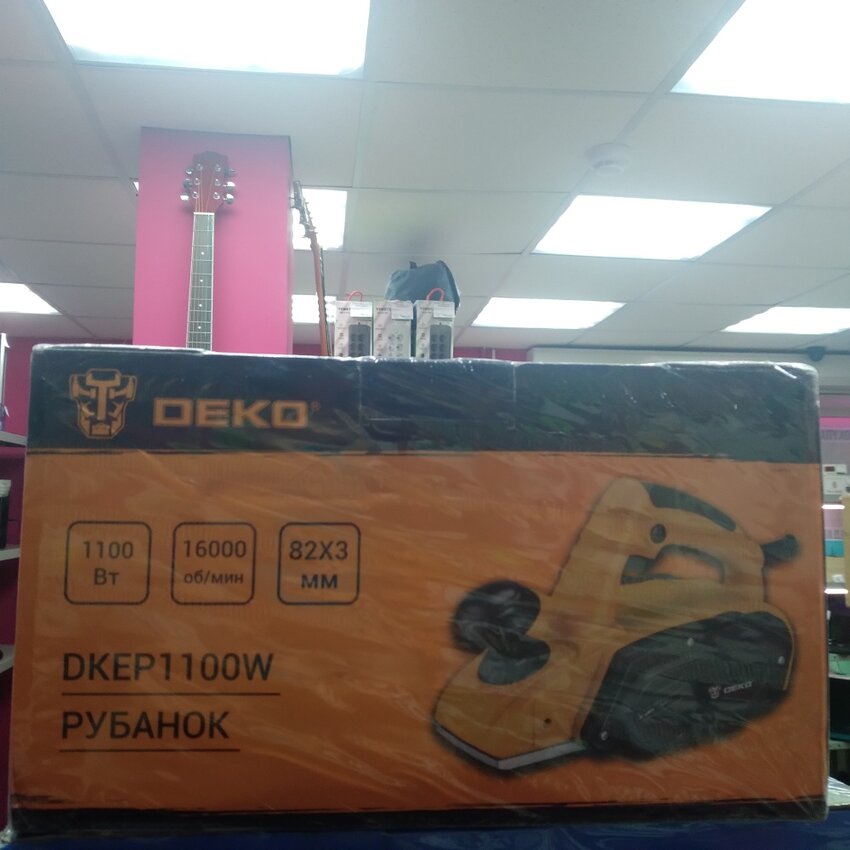 DEKO®
1100
Вт
16000
об/мин
82X3
мм
DKEP1100W
РУБАНОК
DEKO